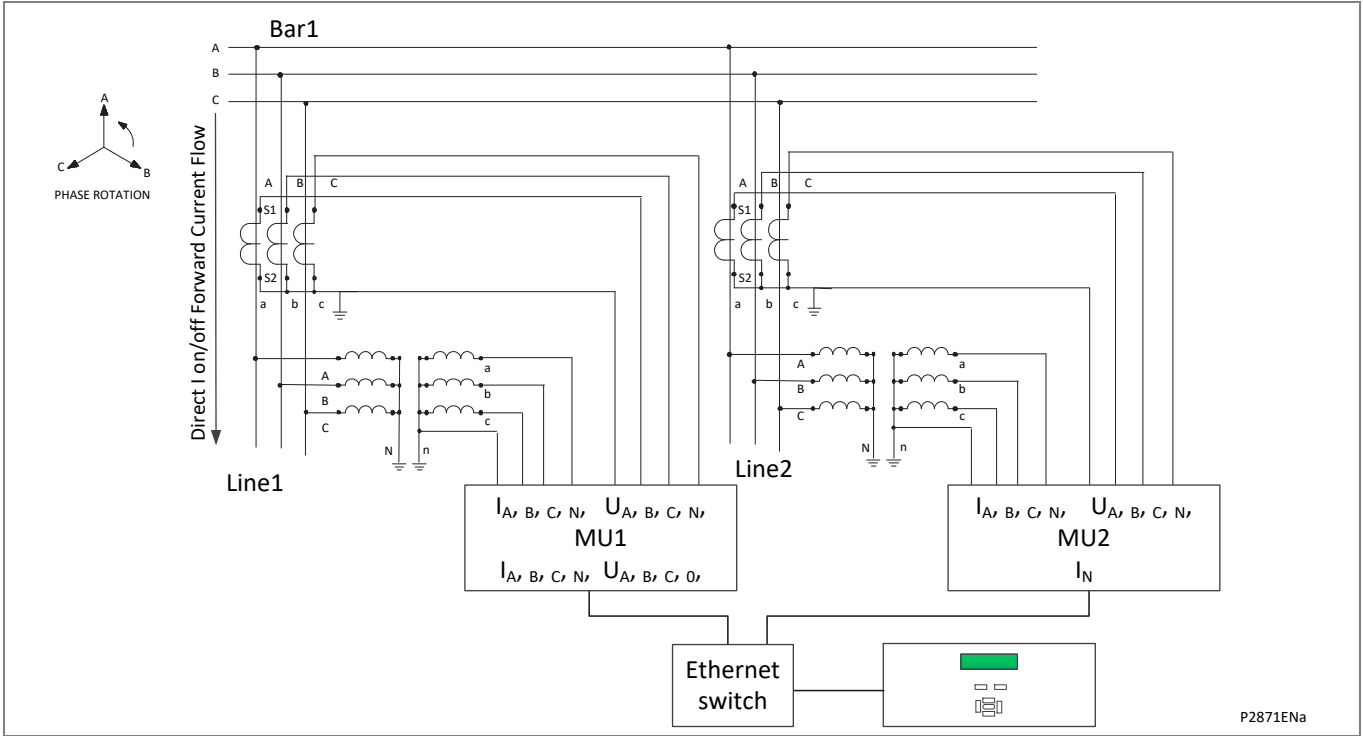 Bar1
A
B
C
A
C
B
PHASE ROTATION
Direct I on/off Forward Current Flow
A B C
S1
S2
a b c
A
B
C
N
a
b
c
n
Line1
A B C
S1
S2
a b c
A
B
C
N
a
b
c
n
Line2
IA, B, C, N, UA, B, C, N,
MU1
IA, B, C, N, UA, B, C, 0,
IA, B, C, N, UA, B, C, N,
MU2
IN
Ethernet
switch
P2871ENa